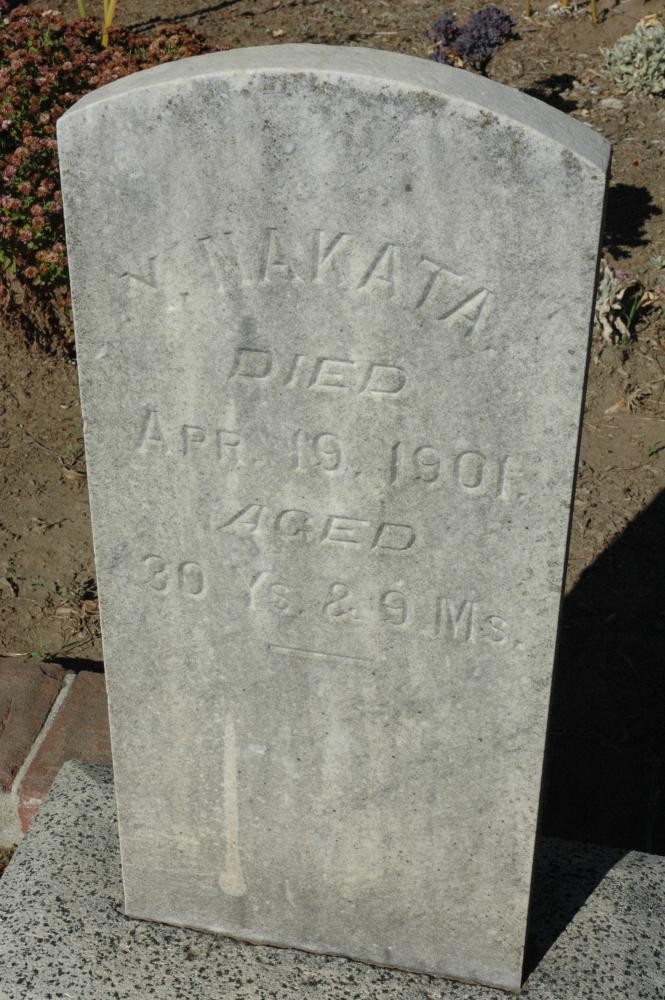 N. NAKATA
DIED
APR. 19. 1901.
AGED
30 Ys. & 9 Ms.